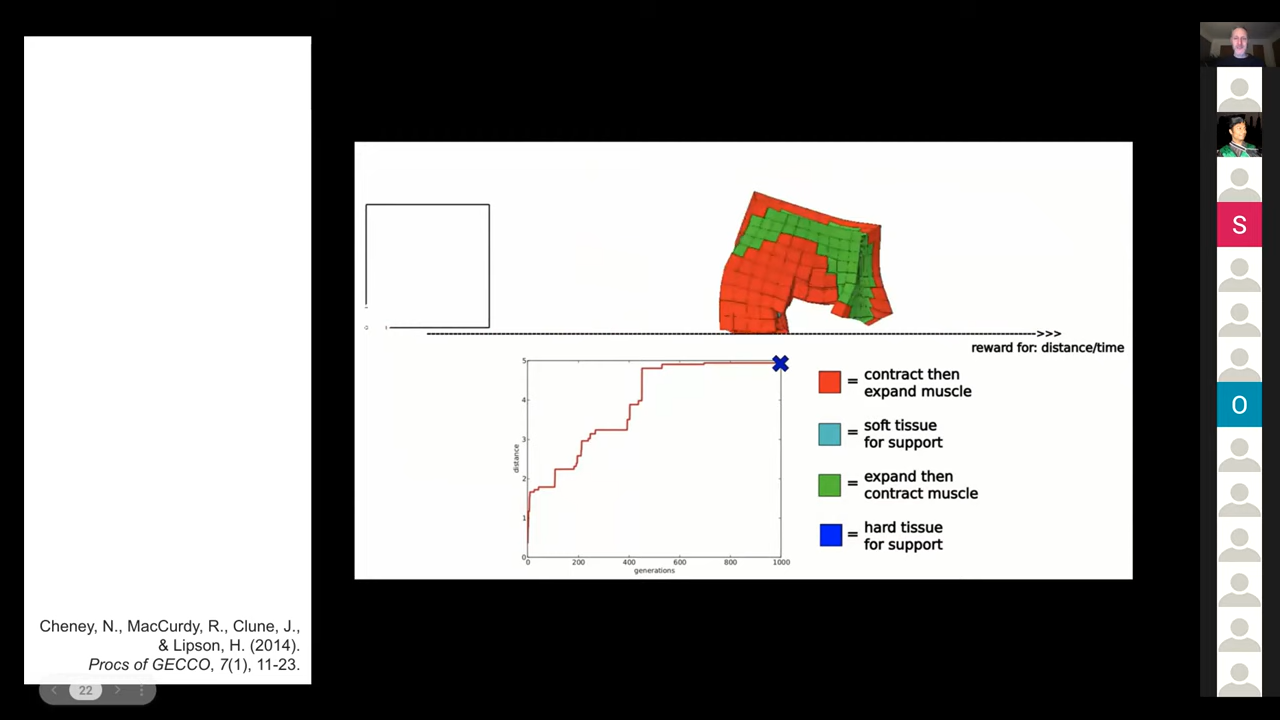 Cheney, N., MacCurdy, R., Clune, J.,
& Lipson, H. (2014).
Procs of GECCO, 7(1), 11-23.
22
>>>
reward for: distance/time
5
4
3
2
1
0
distance
0 200 400 600 800 1000
generations
= contract then
expand muscle
= soft tissue
for support
= expand then
contract muscle
= hard tissue
for support
S
O